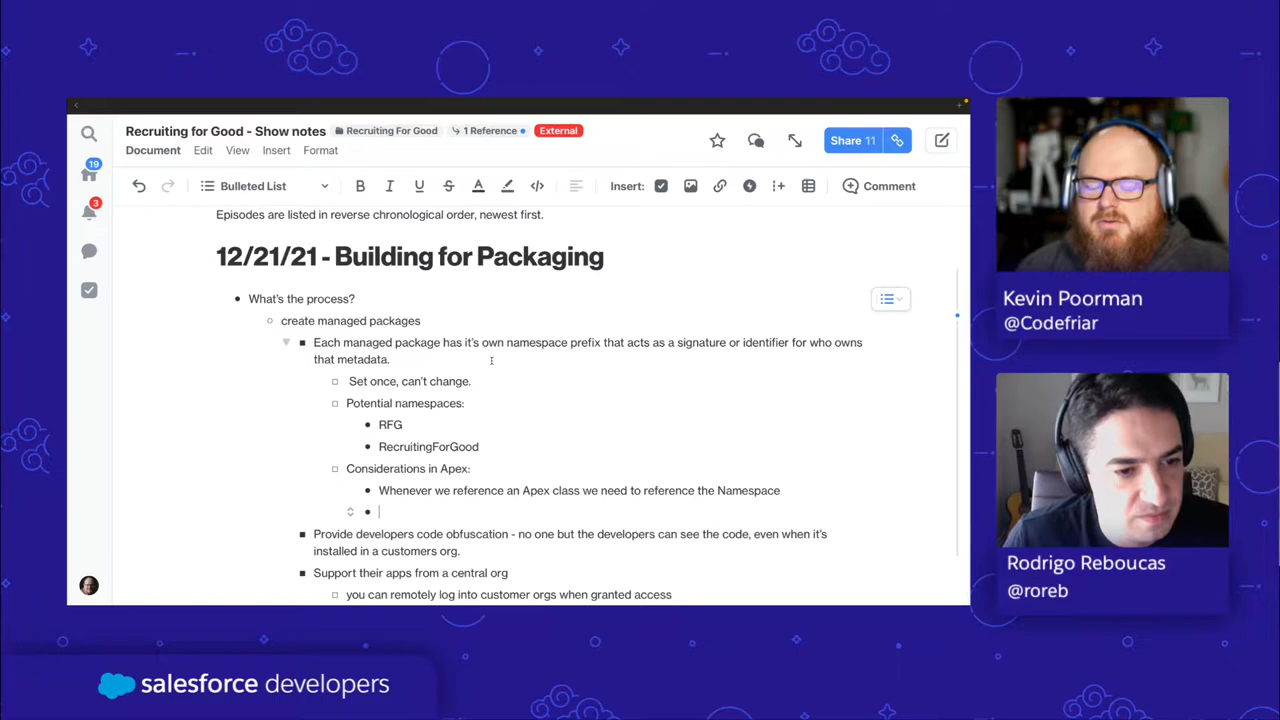 Recruiting for Good - Show notes
Recruiting For Good
1 Reference
External
Document Edit View Insert Format
Share 11
19
3
Bulleted List
B I U S A
Insert:
Comment
Episodes are listed in reverse chronological order, newest first.
12/21/21 - Building for Packaging
What's the process?
create managed packages
Each managed package has it's own namespace prefix that acts as a signature or identifier for who owns
that metadata.
Set once, can't change.
Potential namespaces:
RFG
RecruitingForGood
Considerations in Apex:
Whenever we reference an Apex class we need to reference the Namespace
Provide developers code obfuscation - no one but the developers can see the code, even when it's
installed in a customers org.
Support their apps from a central org
you can remotely log into customer orgs when granted access
Kevin Poorman
@Codefriar
Rodrigo Reboucas
@roreb
salesforce developers